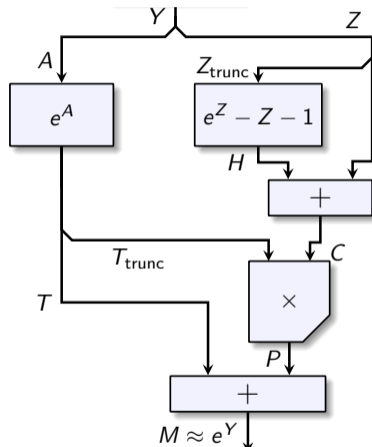 Y
Z
A
Z_trunc
e^A
e^Z − Z − 1
H
+
C
T_trunc
T
×
P
+
M ≈ e^Y